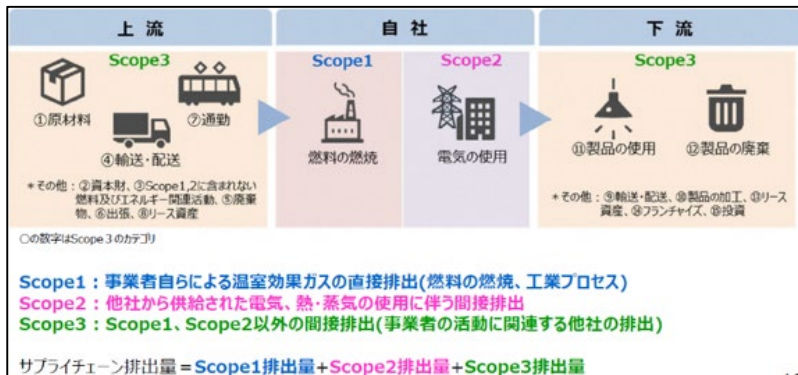 上 流
自 社
下 流
Scope3
Scope1
Scope2
Scope3
①原材料
⑦通勤
④輸送・配送
燃料の燃焼
電気の使用
⑪製品の使用
⑫製品の廃棄
*その他:②資本財、③Scope1,2に含まれない
燃料及びエネルギー関連活動、⑤廃棄
物、⑥出張、⑧リース資産
*その他:⑨輸送・配送、⑩製品の加工、⑬リース
資産、⑭フランチャイズ、⑮投資
○の数字はScope3のカテゴリ
Scope1:事業者自らによる温室効果ガスの直接排出(燃料の燃焼、工業プロセス)
Scope2:他社から供給された電気、熱・蒸気の使用に伴う間接排出
Scope3:Scope1、Scope2以外の間接排出(事業者の活動に関連する他社の排出)
サプライチェーン排出量=Scope1排出量+Scope2排出量+Scope3排出量